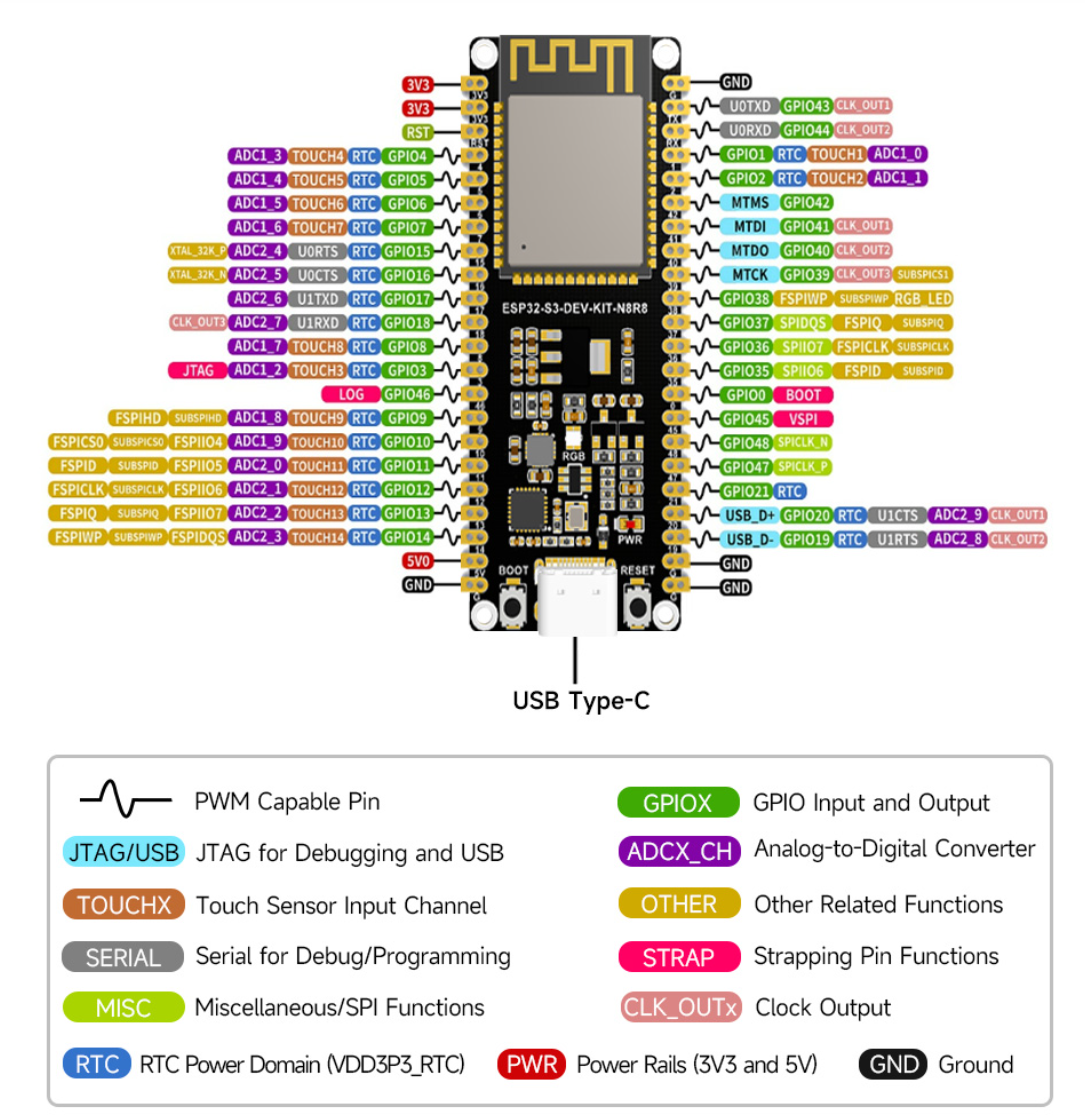 3V3 GND
3V3 U0TXD GPIO43 CLK_OUT1
RST U0RXD GPIO44 CLK_OUT2
ADC1_3 TOUCH4 RTC GPIO4 GPIO1 RTC TOUCH1 ADC1_0
ADC1_4 TOUCH5 RTC GPIO5 GPIO2 RTC TOUCH2 ADC1_1
ADC1_5 TOUCH6 RTC GPIO6 MTMS GPIO42
ADC1_6 TOUCH7 RTC GPIO7 MTDI GPIO41 CLK_OUT1
XTAL_32K_P ADC2_4 U0RTS RTC GPIO15 MTDO GPIO40 CLK_OUT2
XTAL_32K_N ADC2_5 U0CTS RTC GPIO16 MTCK GPIO39 CLK_OUT3 SUBSPICS1
ADC2_6 U1TXD RTC GPIO17 GPIO38 FSPIWP SUBSPIWP RGB_LED
ESP32-S3-DEV-KIT-N8R8
CLK_OUT3 ADC2_7 U1RXD RTC GPIO18 GPIO37 SPIDQS FSPIQ SUBSPIQ
ADC1_7 TOUCH8 RTC GPIO8 GPIO36 SPIIO7 FSPICLK SUBSPICLK
JTAG ADC1_2 TOUCH3 RTC GPIO3 GPIO35 SPIIO6 FSPID SUBSPID
LOG GPIO46 GPIO0 BOOT
FSPIHD SUBSPIHD ADC1_8 TOUCH9 RTC GPIO9 GPIO45 VSPI
FSPICS0 SUBSPICS0 FSPIIO4 ADC1_9 TOUCH10 RTC GPIO10 GPIO48 SPICLK_N
RGB
FSPID SUBSPID FSPIIO5 ADC2_0 TOUCH11 RTC GPIO11 GPIO47 SPICLK_P
FSPICLK SUBSPICLK FSPIIO6 ADC2_1 TOUCH12 RTC GPIO12 GPIO21 RTC
FSPIQ SUBSPIQ FSPIIO7 ADC2_2 TOUCH13 RTC GPIO13 USB_D+ GPIO20 RTC U1CTS ADC2_9 CLK_OUT1
FSPIWP SUBSPIWP FSPIDQS ADC2_3 TOUCH14 RTC GPIO14 PWR USB_D- GPIO19 RTC U1RTS ADC2_8 CLK_OUT2
5V0 GND
BOOT RESET
GND GND
USB Type-C
PWM Capable Pin
GPIOX GPIO Input and Output
JTAG/USB JTAG for Debugging and USB
ADCX_CH Analog-to-Digital Converter
TOUCHX Touch Sensor Input Channel
OTHER Other Related Functions
SERIAL Serial for Debug/Programming
STRAP Strapping Pin Functions
MISC Miscellaneous/SPI Functions
CLK_OUTx Clock Output
RTC RTC Power Domain (VDD3P3_RTC)
PWR Power Rails (3V3 and 5V)
GND Ground